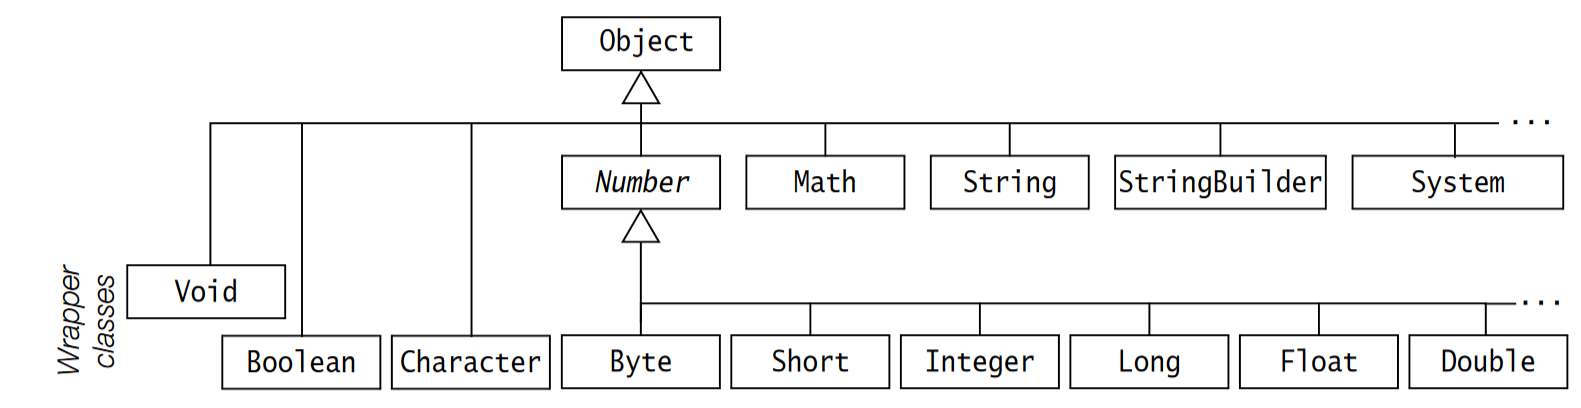 Object
...
Number
Math
String
StringBuilder
System
Wrapper
classes
Void
...
Boolean
Character
Byte
Short
Integer
Long
Float
Double